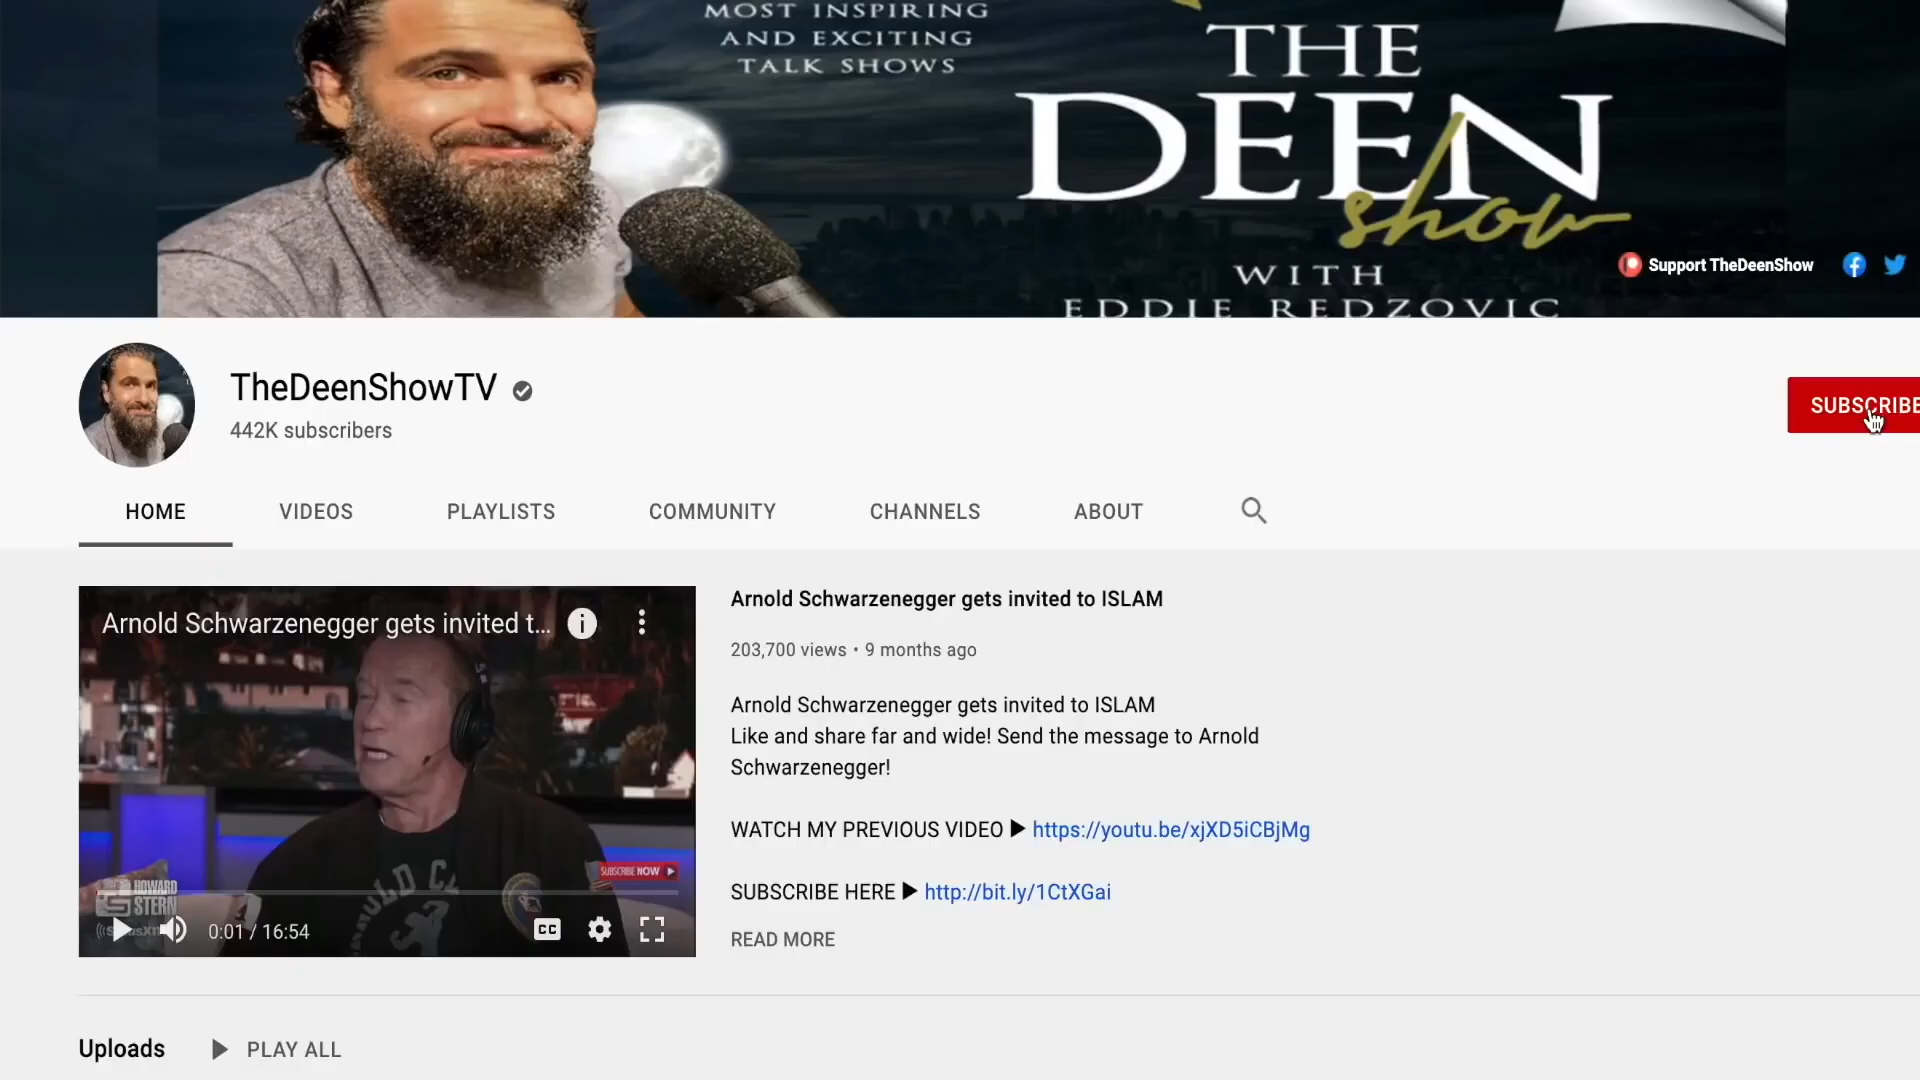 MOST INSPIRING
AND EXCITING
TALK SHOWS
THE
DEEN
show
WITH
EDDIE REDZOVIC
Support TheDeenShow
TheDeenShowTV
442K subscribers
SUBSCRIBE
HOME VIDEOS PLAYLISTS COMMUNITY CHANNELS ABOUT
Arnold Schwarzenegger gets invited t...
SUBSCRIBE NOW
HOWARD
STERN
0:01 / 16:54
CC
Arnold Schwarzenegger gets invited to ISLAM
203,700 views • 9 months ago
Arnold Schwarzenegger gets invited to ISLAM
Like and share far and wide! Send the message to Arnold
Schwarzenegger!
WATCH MY PREVIOUS VIDEO ▶ https://youtu.be/xjXD5iCBjMg
SUBSCRIBE HERE ▶ http://bit.ly/1CtXGai
READ MORE
Uploads PLAY ALL